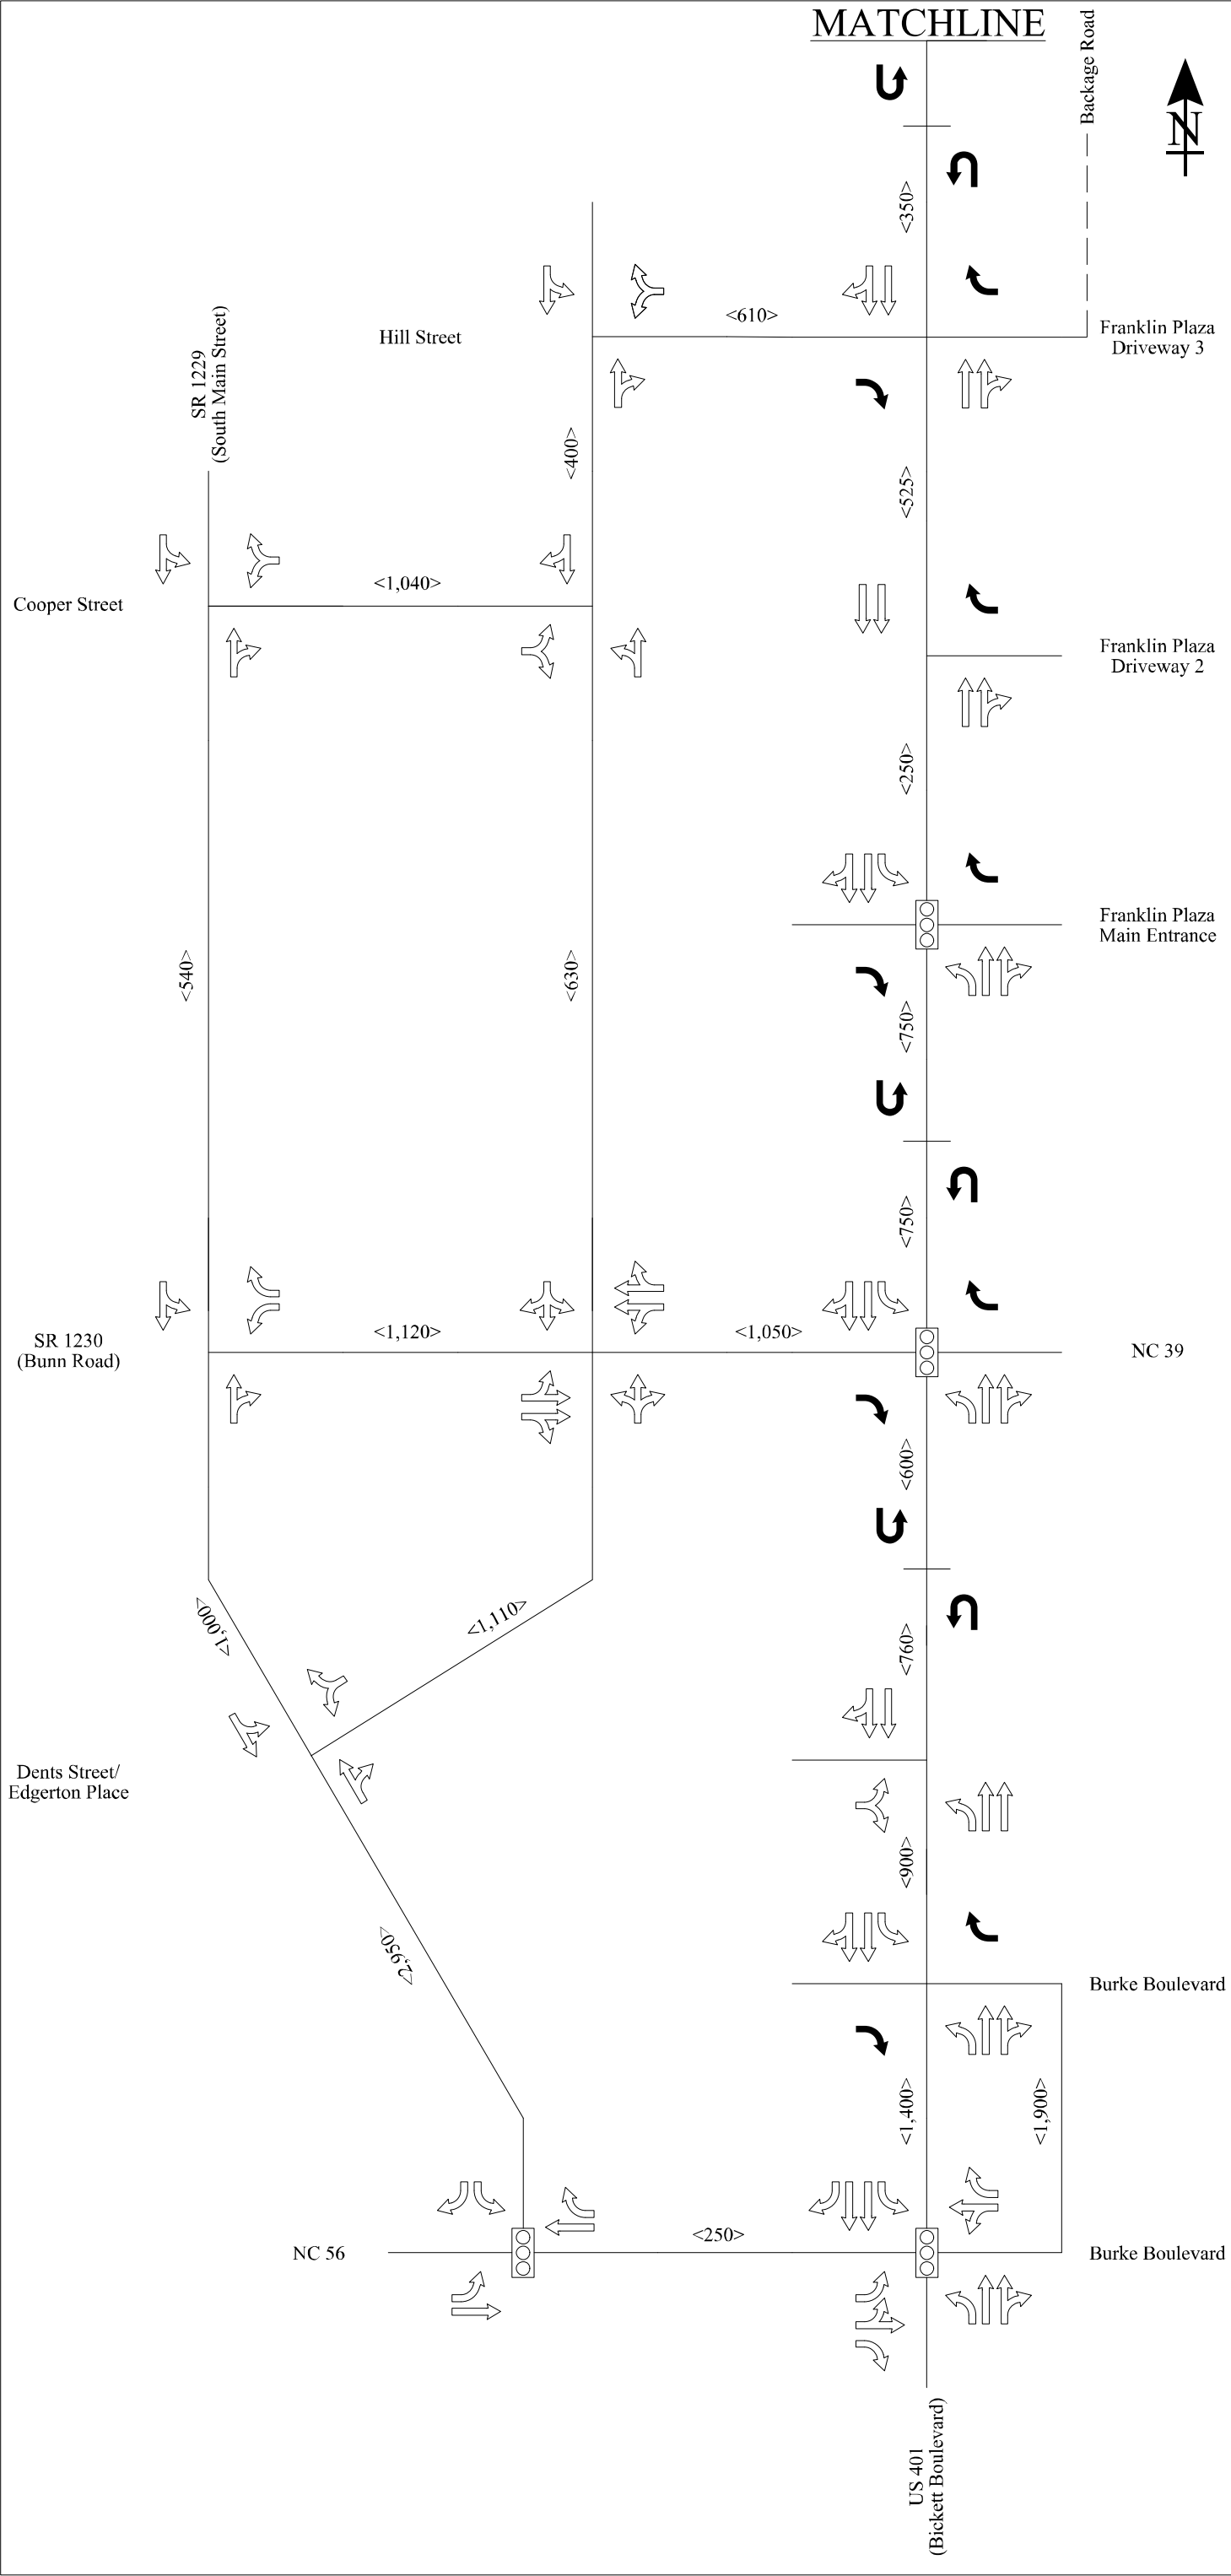 MATCHLINE
Backage Road
N
<350>
SR 1229
(South Main Street)
Hill Street
<610>
Franklin Plaza
Driveway 3
<400>
<525>
Cooper Street
<1,040>
Franklin Plaza
Driveway 2
<250>
Franklin Plaza
Main Entrance
<540>
<630>
<750>
<750>
SR 1230
(Bunn Road)
<1,120>
<1,050>
NC 39
<600>
<1,000>
<1,110>
<760>
Dents Street/
Edgerton Place
<900>
<2,950>
Burke Boulevard
<1,400>
<1,900>
NC 56
<250>
Burke Boulevard
US 401
(Bickett Boulevard)